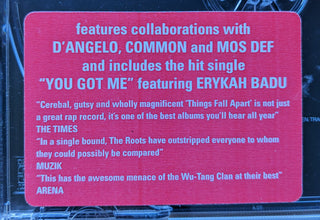 features collaborations with
D'ANGELO, COMMON and MOS DEF
and includes the hit single
"YOU GOT ME" featuring ERYKAH BADU
"Cerebal, gutsy and wholly magnificent 'Things Fall Apart' is not just
a great rap record, it's one of the best albums you'll hear all year"
THE TIMES
"In a single bound, The Roots have outstripped everyone to whom
they could possibly be compared"
MUZIK
"This has the awesome menace of the Wu-Tang Clan at their best"
ARENA